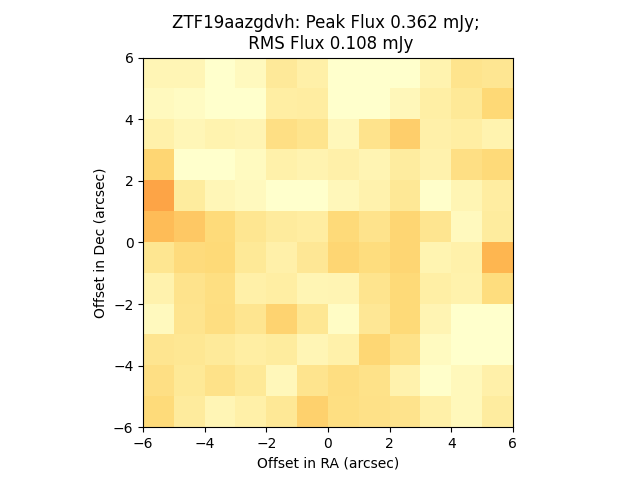 ZTF19aazgdvh: Peak Flux 0.362 mJy;
RMS Flux 0.108 mJy
6
4
2
0
−2
−4
−6
Offset in Dec (arcsec)
−6 −4 −2 0 2 4 6
Offset in RA (arcsec)